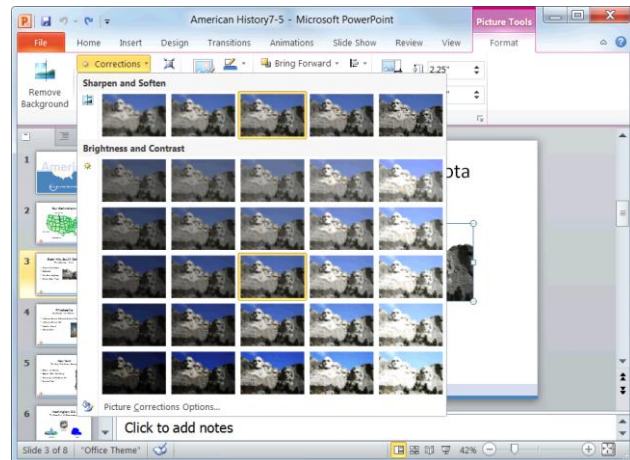 American History7-5 - Microsoft PowerPoint
Picture Tools
File Home Insert Design Transitions Animations Slide Show Review View Format
Corrections
Bring Forward
2.25"
Remove
Background
Sharpen and Soften
Brightness and Contrast
ota
1
Ameri
2
3
4
5
6
Picture Corrections Options...
Click to add notes
Slide 3 of 8 "Office Theme" 42%